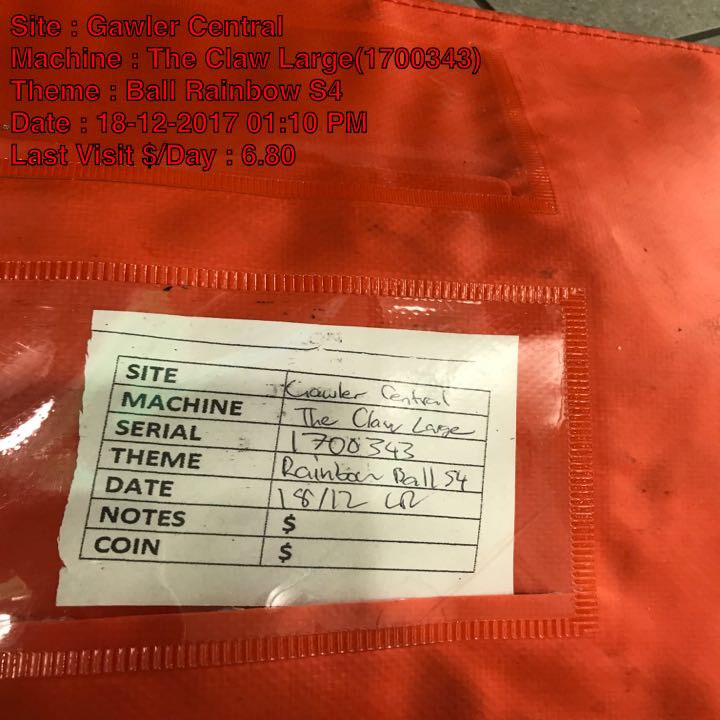 Site : Gawler Central
Machine : The Claw Large(1700343)
Theme : Ball Rainbow S4
Date : 18-12-2017 01:10 PM
Last Visit $/Day : 6.80
SITE Gawler Central
MACHINE The Claw Large
SERIAL 1700343
THEME Rainbow Ball S4
DATE 18/12
NOTES $
COIN $